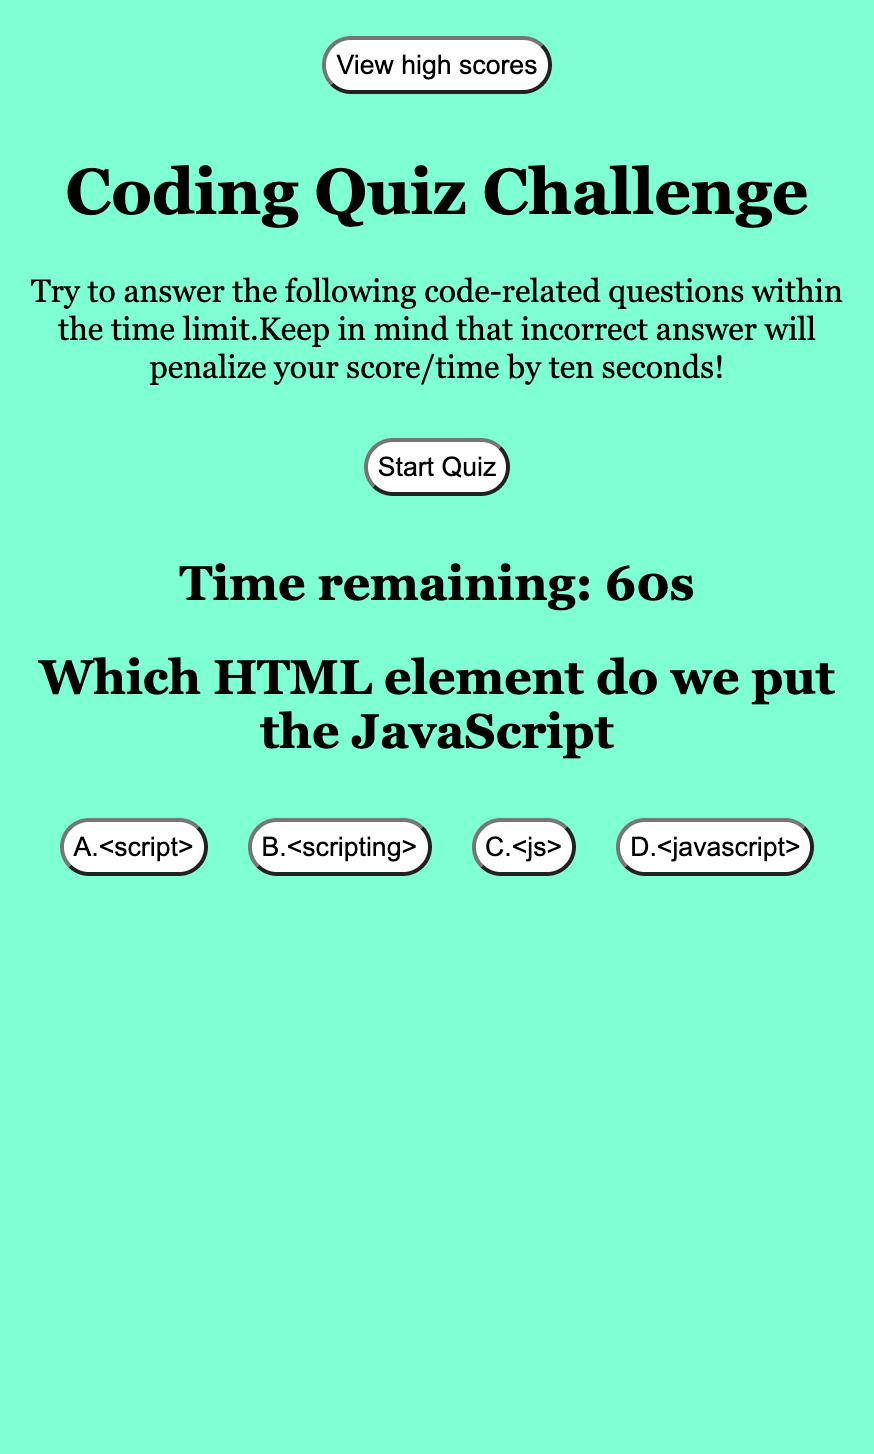 View high scores
Coding Quiz Challenge
Try to answer the following code-related questions within
the time limit.Keep in mind that incorrect answer will
penalize your score/time by ten seconds!
Start Quiz
Time remaining: 60s
Which HTML element do we put
the JavaScript
A.<script> B.<scripting> C.<js> D.<javascript>